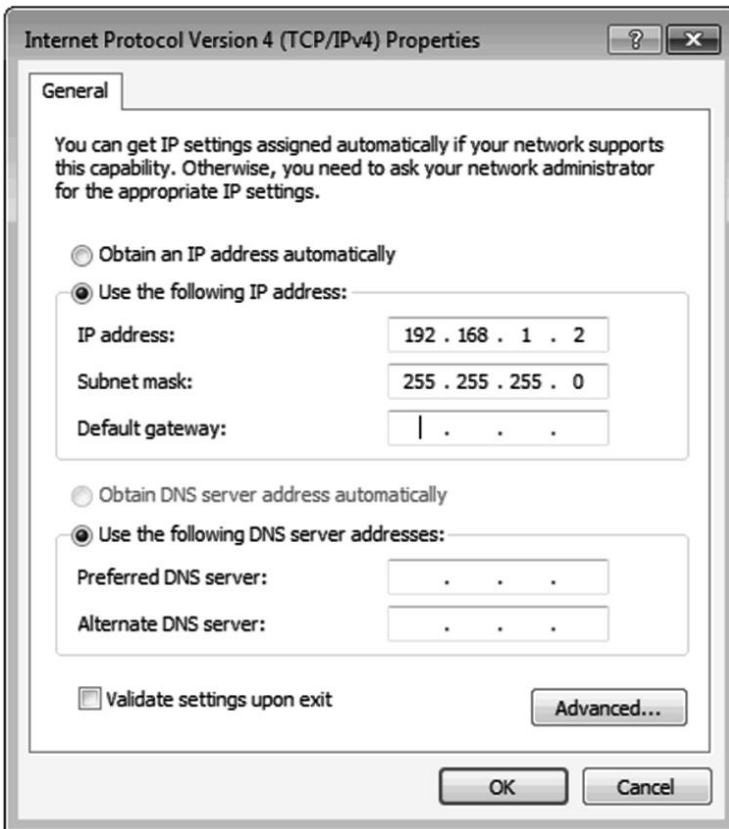 Internet Protocol Version 4 (TCP/IPv4) Properties
?
General
You can get IP settings assigned automatically if your network supports
this capability. Otherwise, you need to ask your network administrator
for the appropriate IP settings.
Obtain an IP address automatically
Use the following IP address:
IP address: 192 . 168 . 1 . 2
Subnet mask: 255 . 255 . 255 . 0
Default gateway: . . .
Obtain DNS server address automatically
Use the following DNS server addresses:
Preferred DNS server: . . .
Alternate DNS server: . . .
Validate settings upon exit
Advanced...
OK Cancel